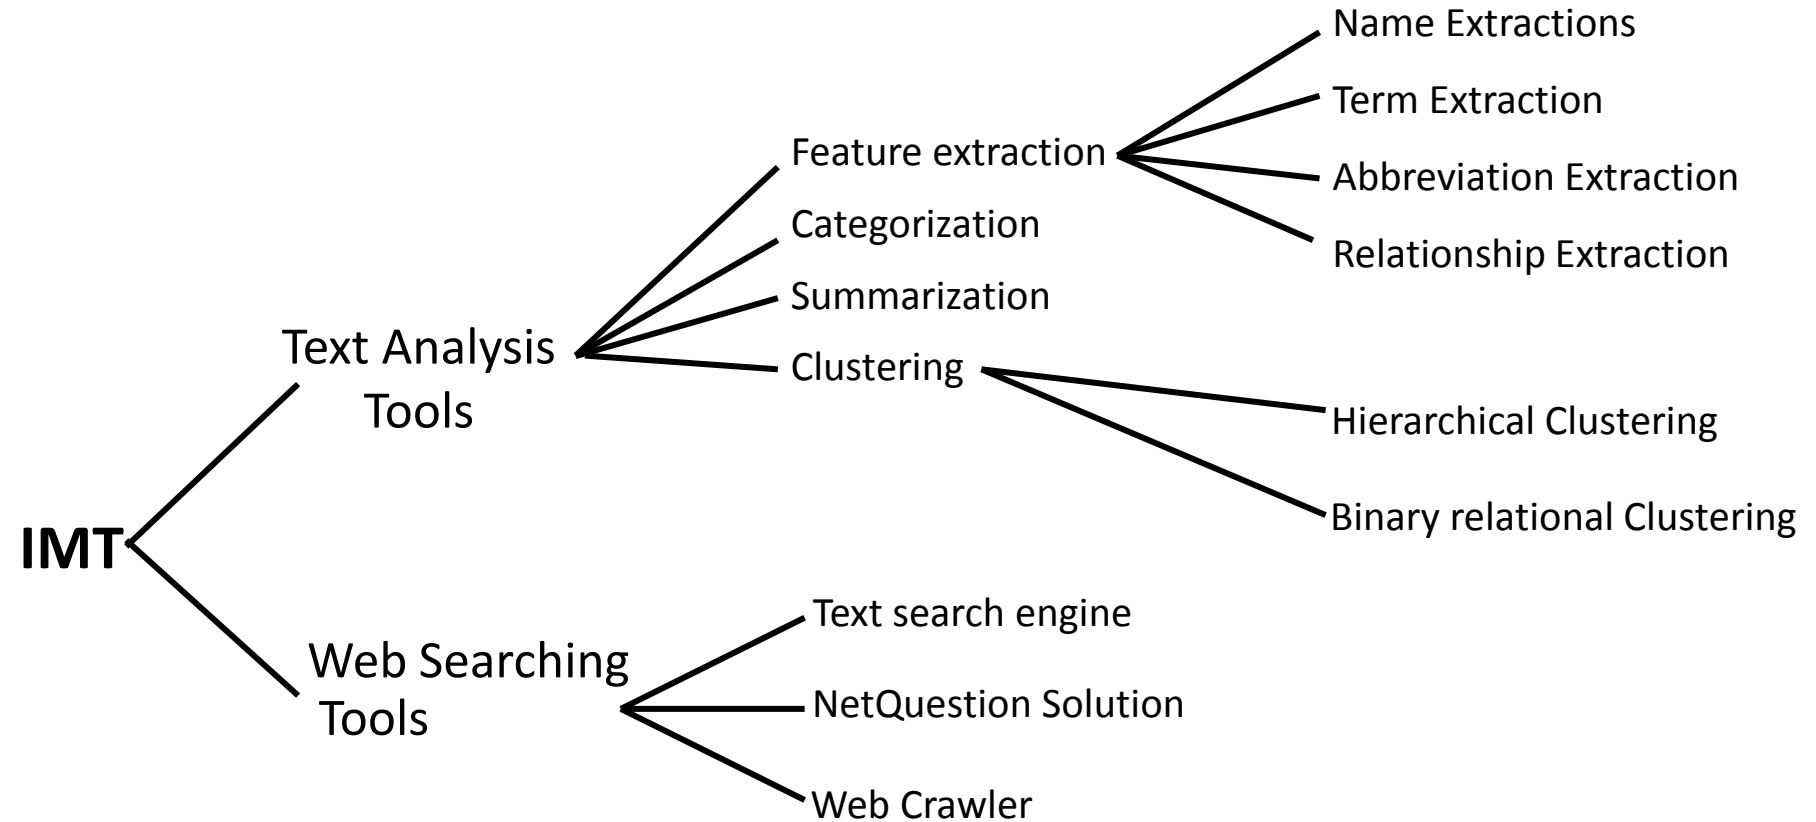 Name Extractions
Term Extraction
Feature extraction
Abbreviation Extraction
Categorization
Relationship Extraction
Summarization
Text Analysis
Tools
Clustering
Hierarchical Clustering
Binary relational Clustering
IMT
Text search engine
Web Searching
Tools
NetQuestion Solution
Web Crawler